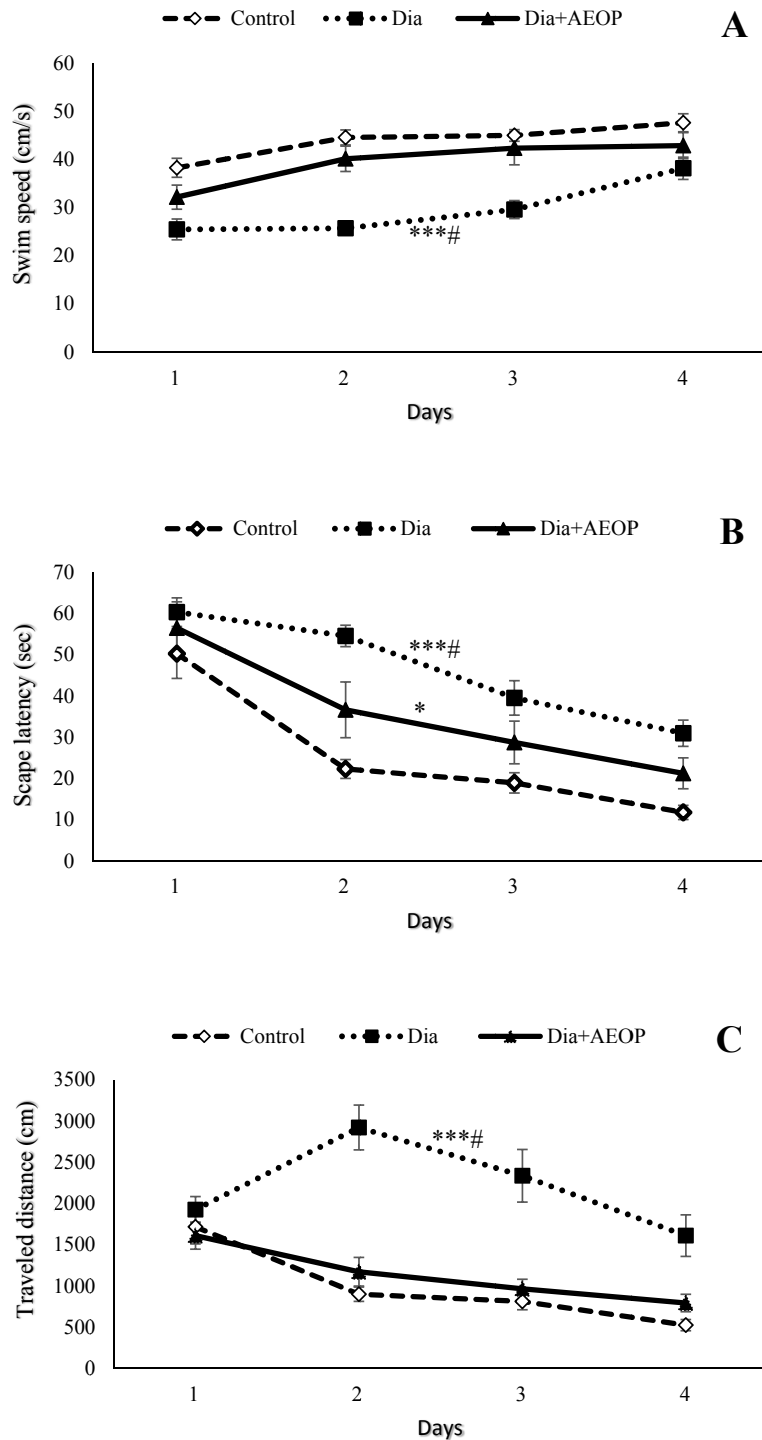 Control Dia Dia+AEOP A
60
50
40
30
20
10
0
Swim speed (cm/s)
***#
1 2 3 4
Days
Control Dia Dia+AEOP B
70
60
50
40
30
20
10
0
Scape latency (sec)
***#
*
1 2 3 4
Days
Control Dia Dia+AEOP C
3500
3000
2500
2000
1500
1000
500
0
Traveled distance (cm)
***#
1 2 3 4
Days